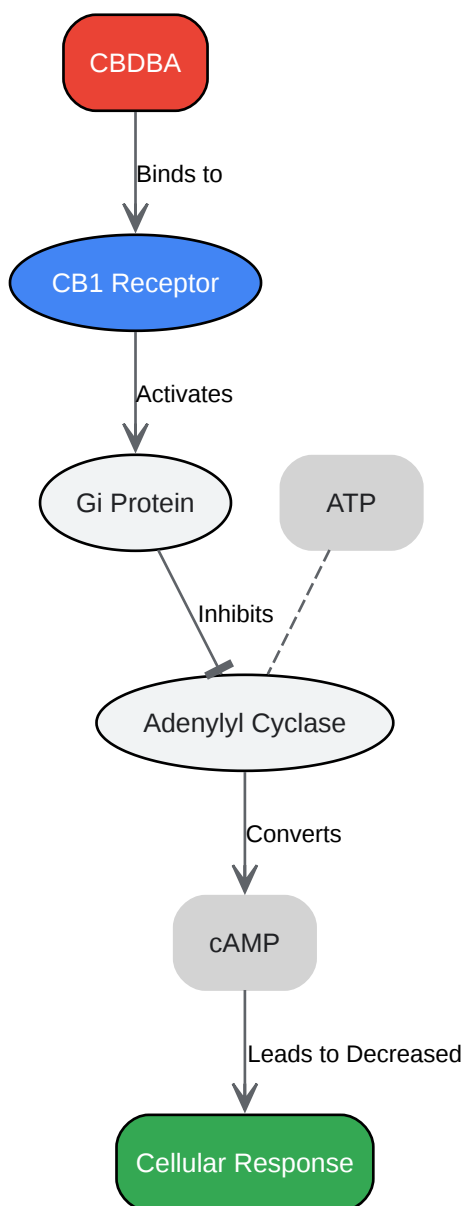 CBDBA
Binds to
CB1 Receptor
Activates
Gi Protein
ATP
Inhibits
Adenylyl Cyclase
Converts
cAMP
Leads to Decreased
Cellular Response